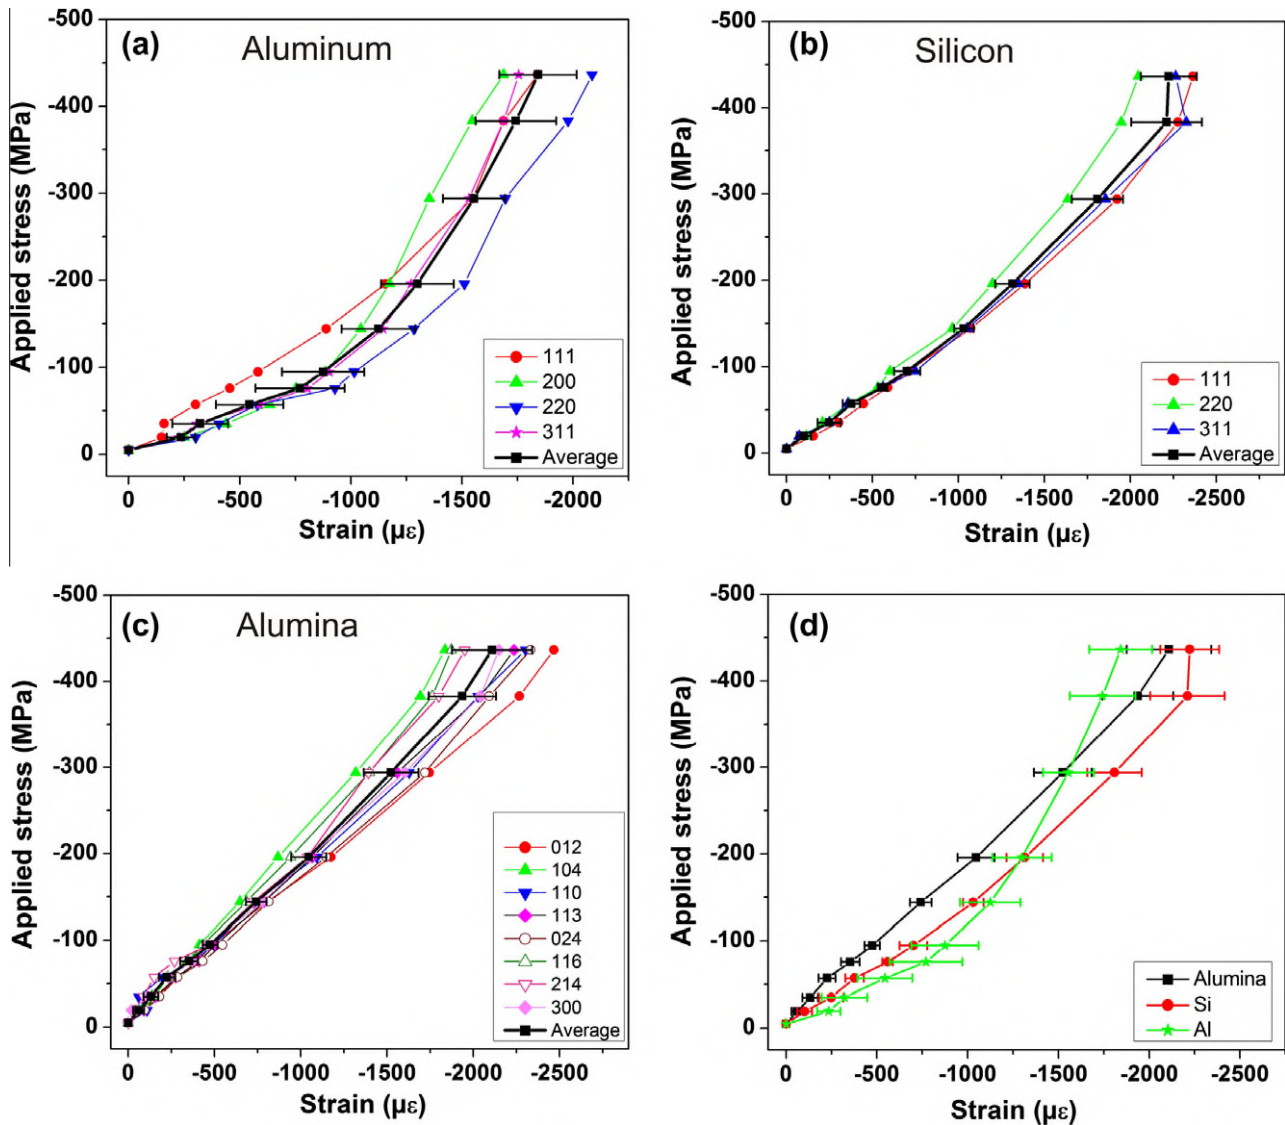 (a)
Aluminum
Applied stress (MPa)
-500
-400
-300
-200
-100
0
111
200
220
311
Average
0
-500
-1000
-1500
-2000
Strain (με)
(b)
Silicon
Applied stress (MPa)
-500
-400
-300
-200
-100
0
111
220
311
Average
0
-500
-1000
-1500
-2000
-2500
Strain (με)
(c)
Alumina
Applied stress (MPa)
-500
-400
-300
-200
-100
0
012
104
110
113
024
116
214
300
Average
0
-500
-1000
-1500
-2000
-2500
Strain (με)
(d)
Applied stress (MPa)
-500
-400
-300
-200
-100
0
Alumina
Si
Al
0
-500
-1000
-1500
-2000
-2500
Strain (με)